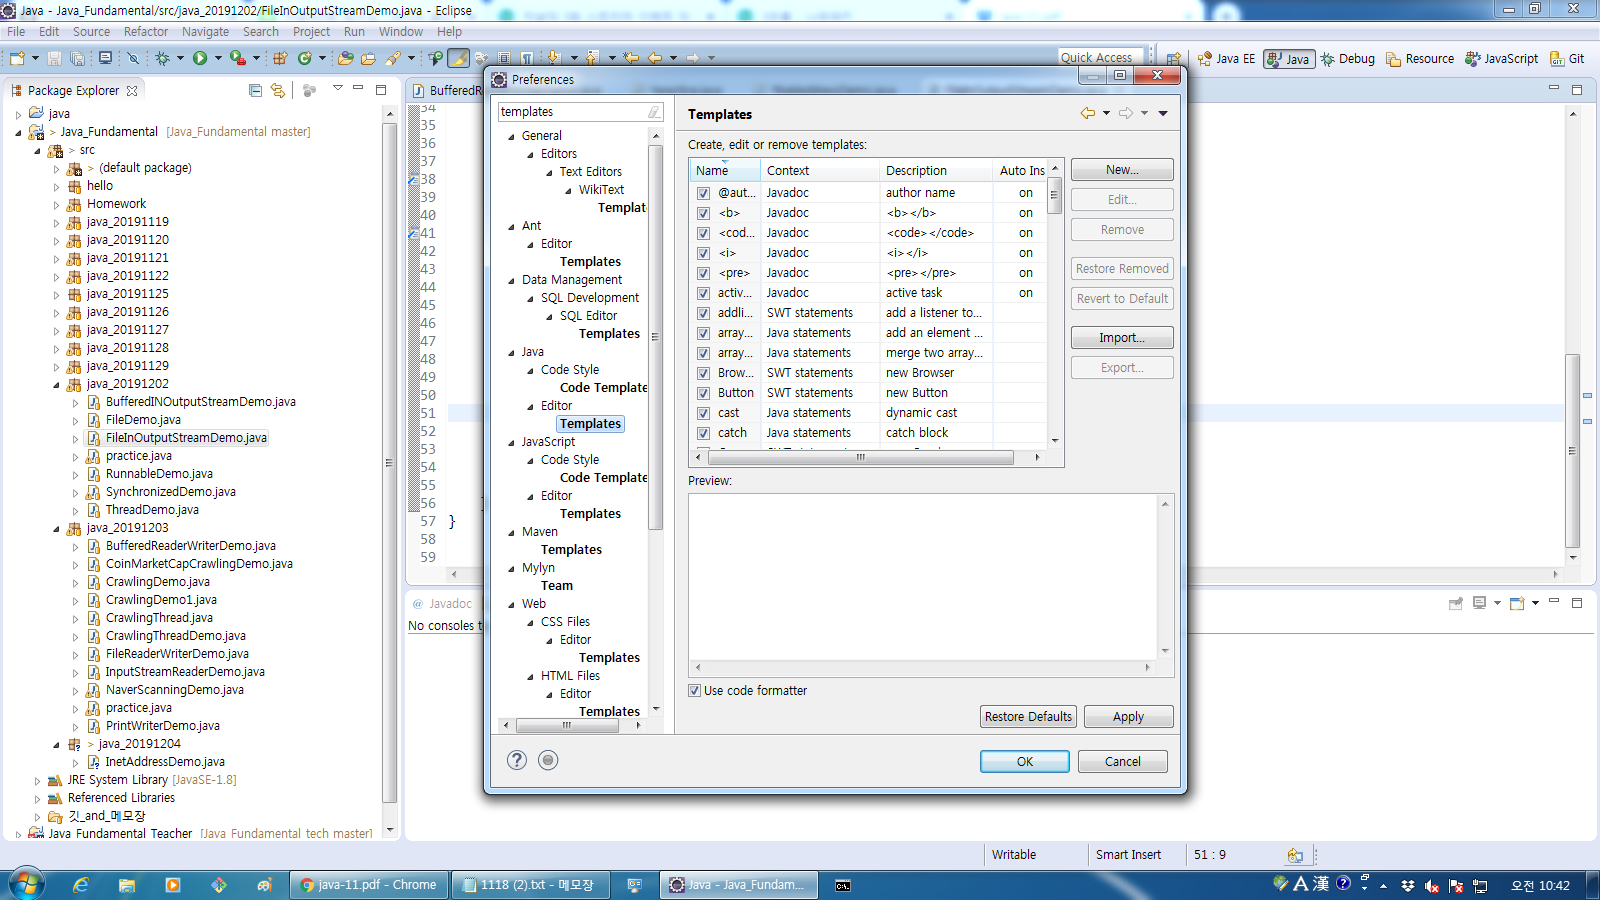 Java - Java_Fundamental/src/java_20191202/FileInOutputStreamDemo.java - Eclipse
File Edit Source Refactor Navigate Search Project Run Window Help
Quick Access
Java EE Java Debug Resource JavaScript Git
Package Explorer
java
> Java_Fundamental [Java_Fundamental master]
> src
> (default package)
hello
Homework
java_20191119
java_20191120
java_20191121
java_20191122
java_20191125
java_20191126
java_20191127
java_20191128
java_20191129
java_20191202
BufferedINOutputStreamDemo.java
FileDemo.java
FileInOutputStreamDemo.java
practice.java
RunnableDemo.java
SynchronizedDemo.java
ThreadDemo.java
java_20191203
BufferedReaderWriterDemo.java
CoinMarketCapCrawlingDemo.java
CrawlingDemo.java
CrawlingDemo1.java
CrawlingThread.java
CrawlingThreadDemo.java
FileReaderWriterDemo.java
InputStreamReaderDemo.java
NaverScanningDemo.java
practice.java
PrintWriterDemo.java
> java_20191204
InetAddressDemo.java
JRE System Library [JavaSE-1.8]
Referenced Libraries
깃_and_메모장
Java Fundamental Teacher [Java Fundamental tech master]
BufferedR
34
35
36
37
38
39
40
41
42
43
44
45
46
47
48
49
50
51
52
53
54
55
56
57 }
58
59
@ Javadoc
No consoles t
Preferences
templates
General
Editors
Text Editors
WikiText
Templat
Ant
Editor
Templates
Data Management
SQL Development
SQL Editor
Templates
Java
Code Style
Code Template
Editor
Templates
JavaScript
Code Style
Code Template
Editor
Templates
Maven
Templates
Mylyn
Team
Web
CSS Files
Editor
Templates
HTML Files
Editor
Templates
Templates
Create, edit or remove templates:
Name Context Description Auto Ins
@aut... Javadoc author name on
<b> Javadoc <b></b> on
<cod... Javadoc <code></code> on
<i> Javadoc <i></i> on
<pre> Javadoc <pre></pre> on
activ... Javadoc active task on
addli... SWT statements add a listener to...
array... Java statements add an element ...
array... Java statements merge two array...
Brow... SWT statements new Browser
Button SWT statements new Button
cast Java statements dynamic cast
catch Java statements catch block
New...
Edit...
Remove
Restore Removed
Revert to Default
Import...
Export...
Preview:
Use code formatter
Restore Defaults Apply
OK Cancel
Writable Smart Insert 51 : 9
java-11.pdf - Chrome
1118 (2).txt - 메모장
Java - Java_Fundam...
A 漢
오전 10:42